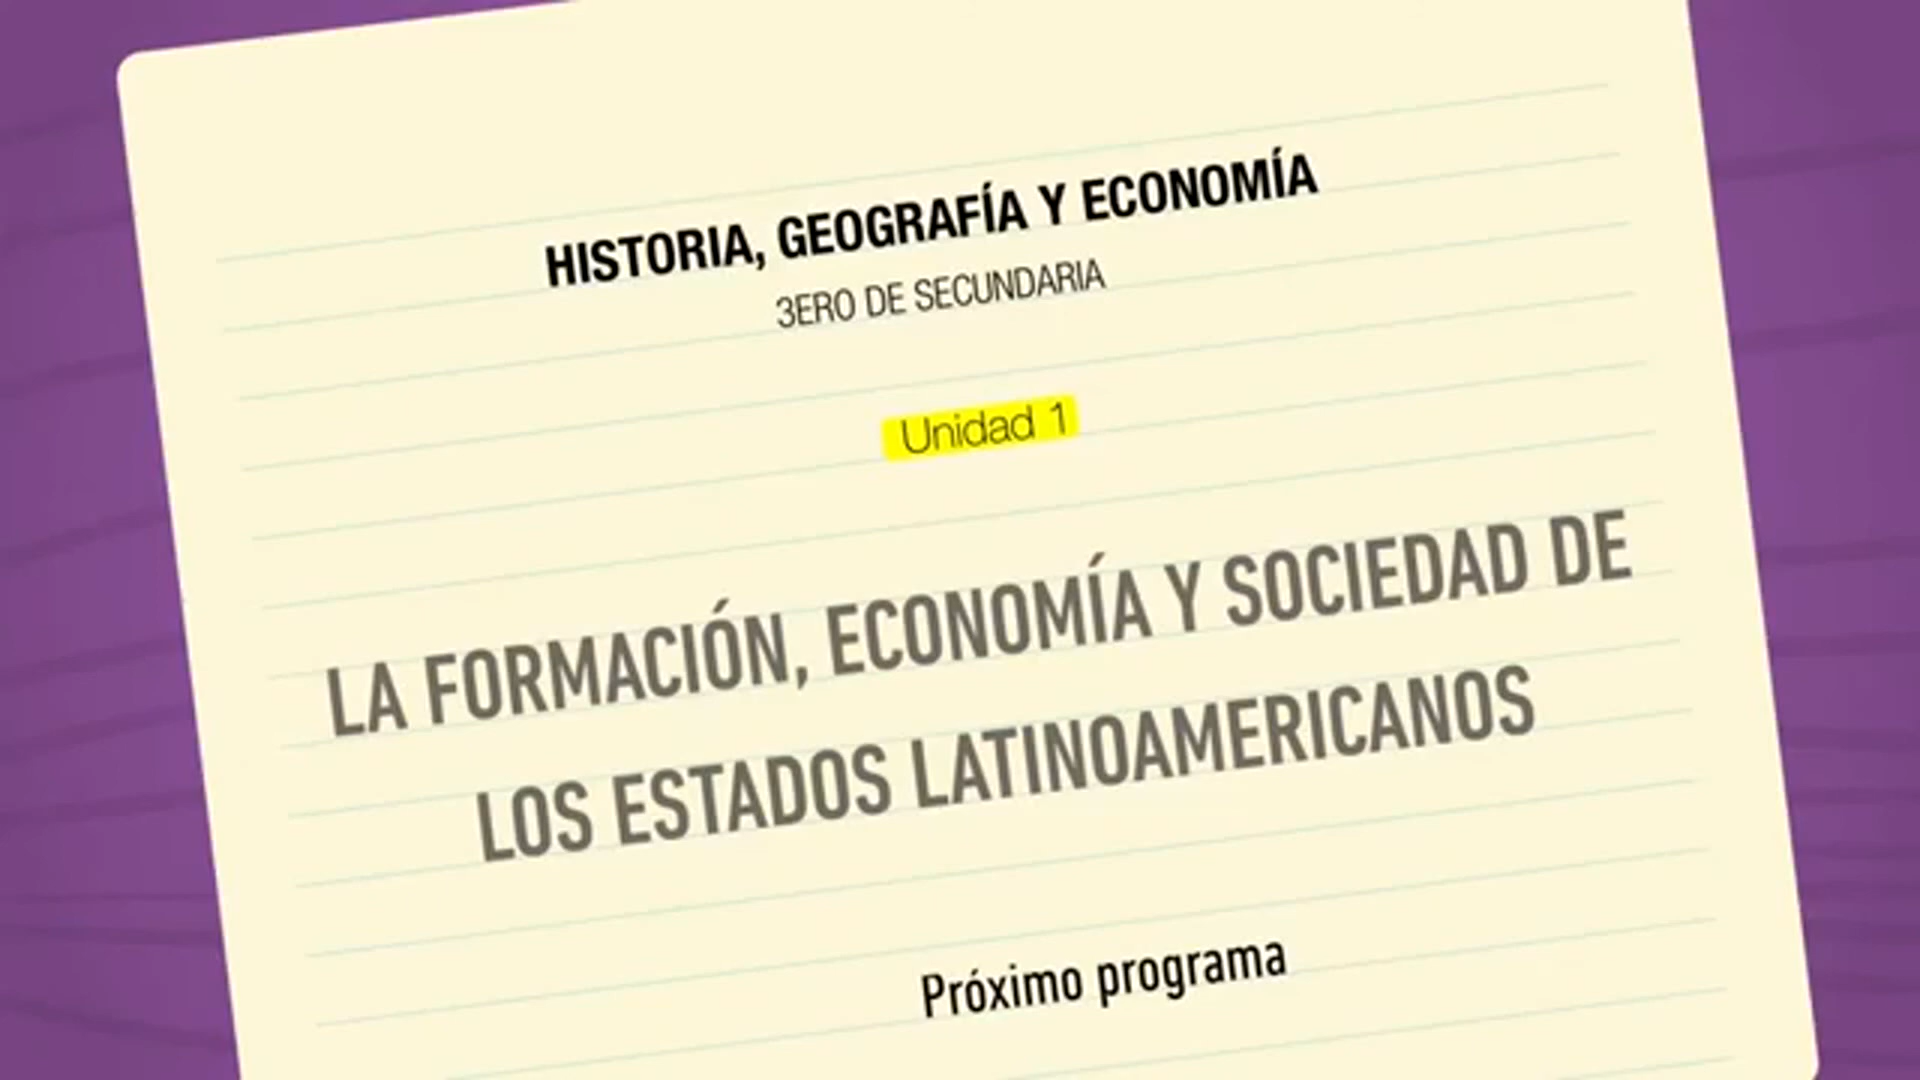 HISTORIA, GEOGRAFÍA Y ECONOMÍA
3ERO DE SECUNDARIA
Unidad 1
LA FORMACIÓN, ECONOMÍA Y SOCIEDAD DE
LOS ESTADOS LATINOAMERICANOS
Próximo programa